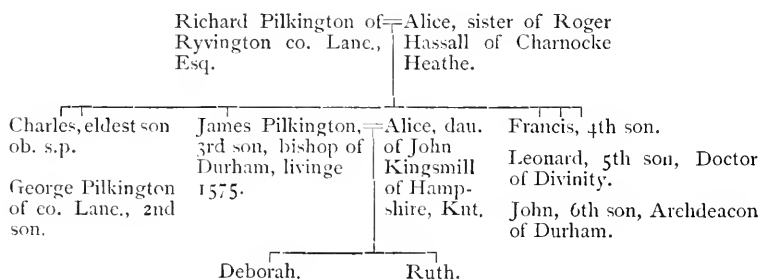 Richard Pilkington of
Ryvington co. Lanc.,
Esq.
Alice, sister of Roger
Hassall of Charnocke
Heathe.
Charles, eldest son
ob. s.p.
George Pilkington
of co. Lanc., 2nd
son.
James Pilkington,
3rd son, bishop of
Durham, livinge
1575.
Alice, dau.
of John
Kingsmill
of Hamp-
shire, Knt.
Francis, 4th son.
Leonard, 5th son, Doctor
of Divinity.
John, 6th son, Archdeacon
of Durham.
Deborah.
Ruth.